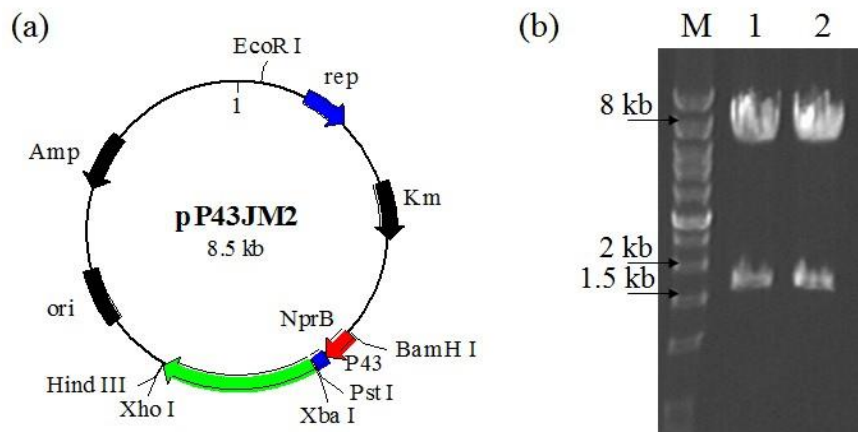 (a)
EcoR I
rep
1
Amp
pP43JM2
8.5 kb
Km
ori
NprB
BamH I
P43
Hind III
Pst I
Xho I
Xba I
(b)
M 1 2
8 kb
2 kb
1.5 kb